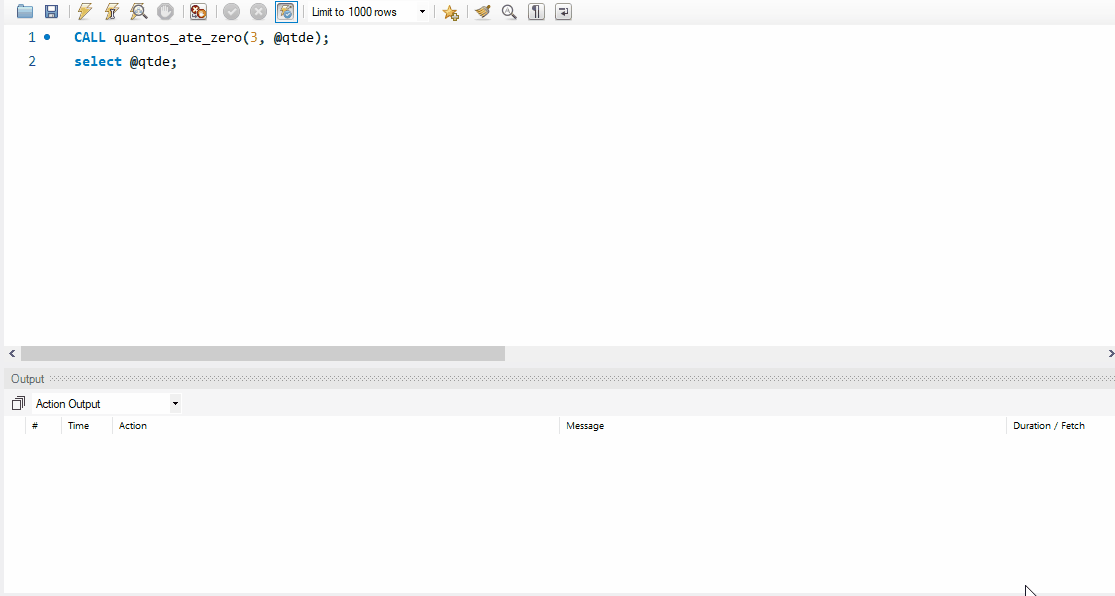 Limit to 1000 rows
1 CALL quantos_ate_zero(3, @qtde);
2 select @qtde;
Output
Action Output
# Time Action Message Duration / Fetch